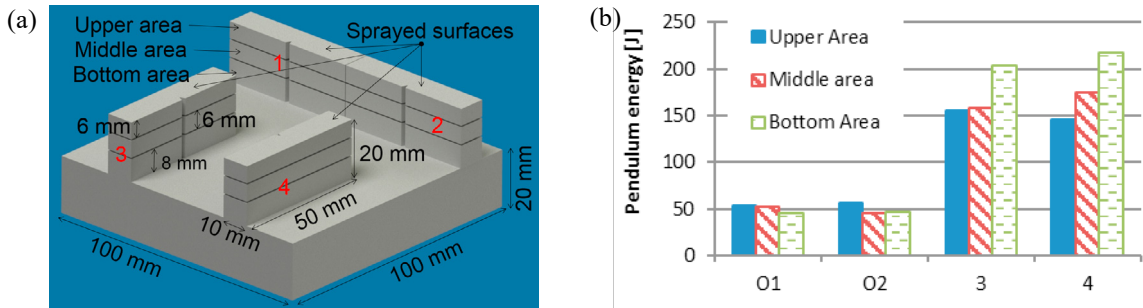 (a)
Upper area
Middle area
Bottom area
Sprayed surfaces
1
2
3
4
6 mm
6 mm
8 mm
20 mm
10 mm
50 mm
20 mm
100 mm
100 mm
(b)
Pendulum energy [J]
250
200
150
100
50
0
Upper Area
Middle area
Bottom Area
O1 O2 3 4